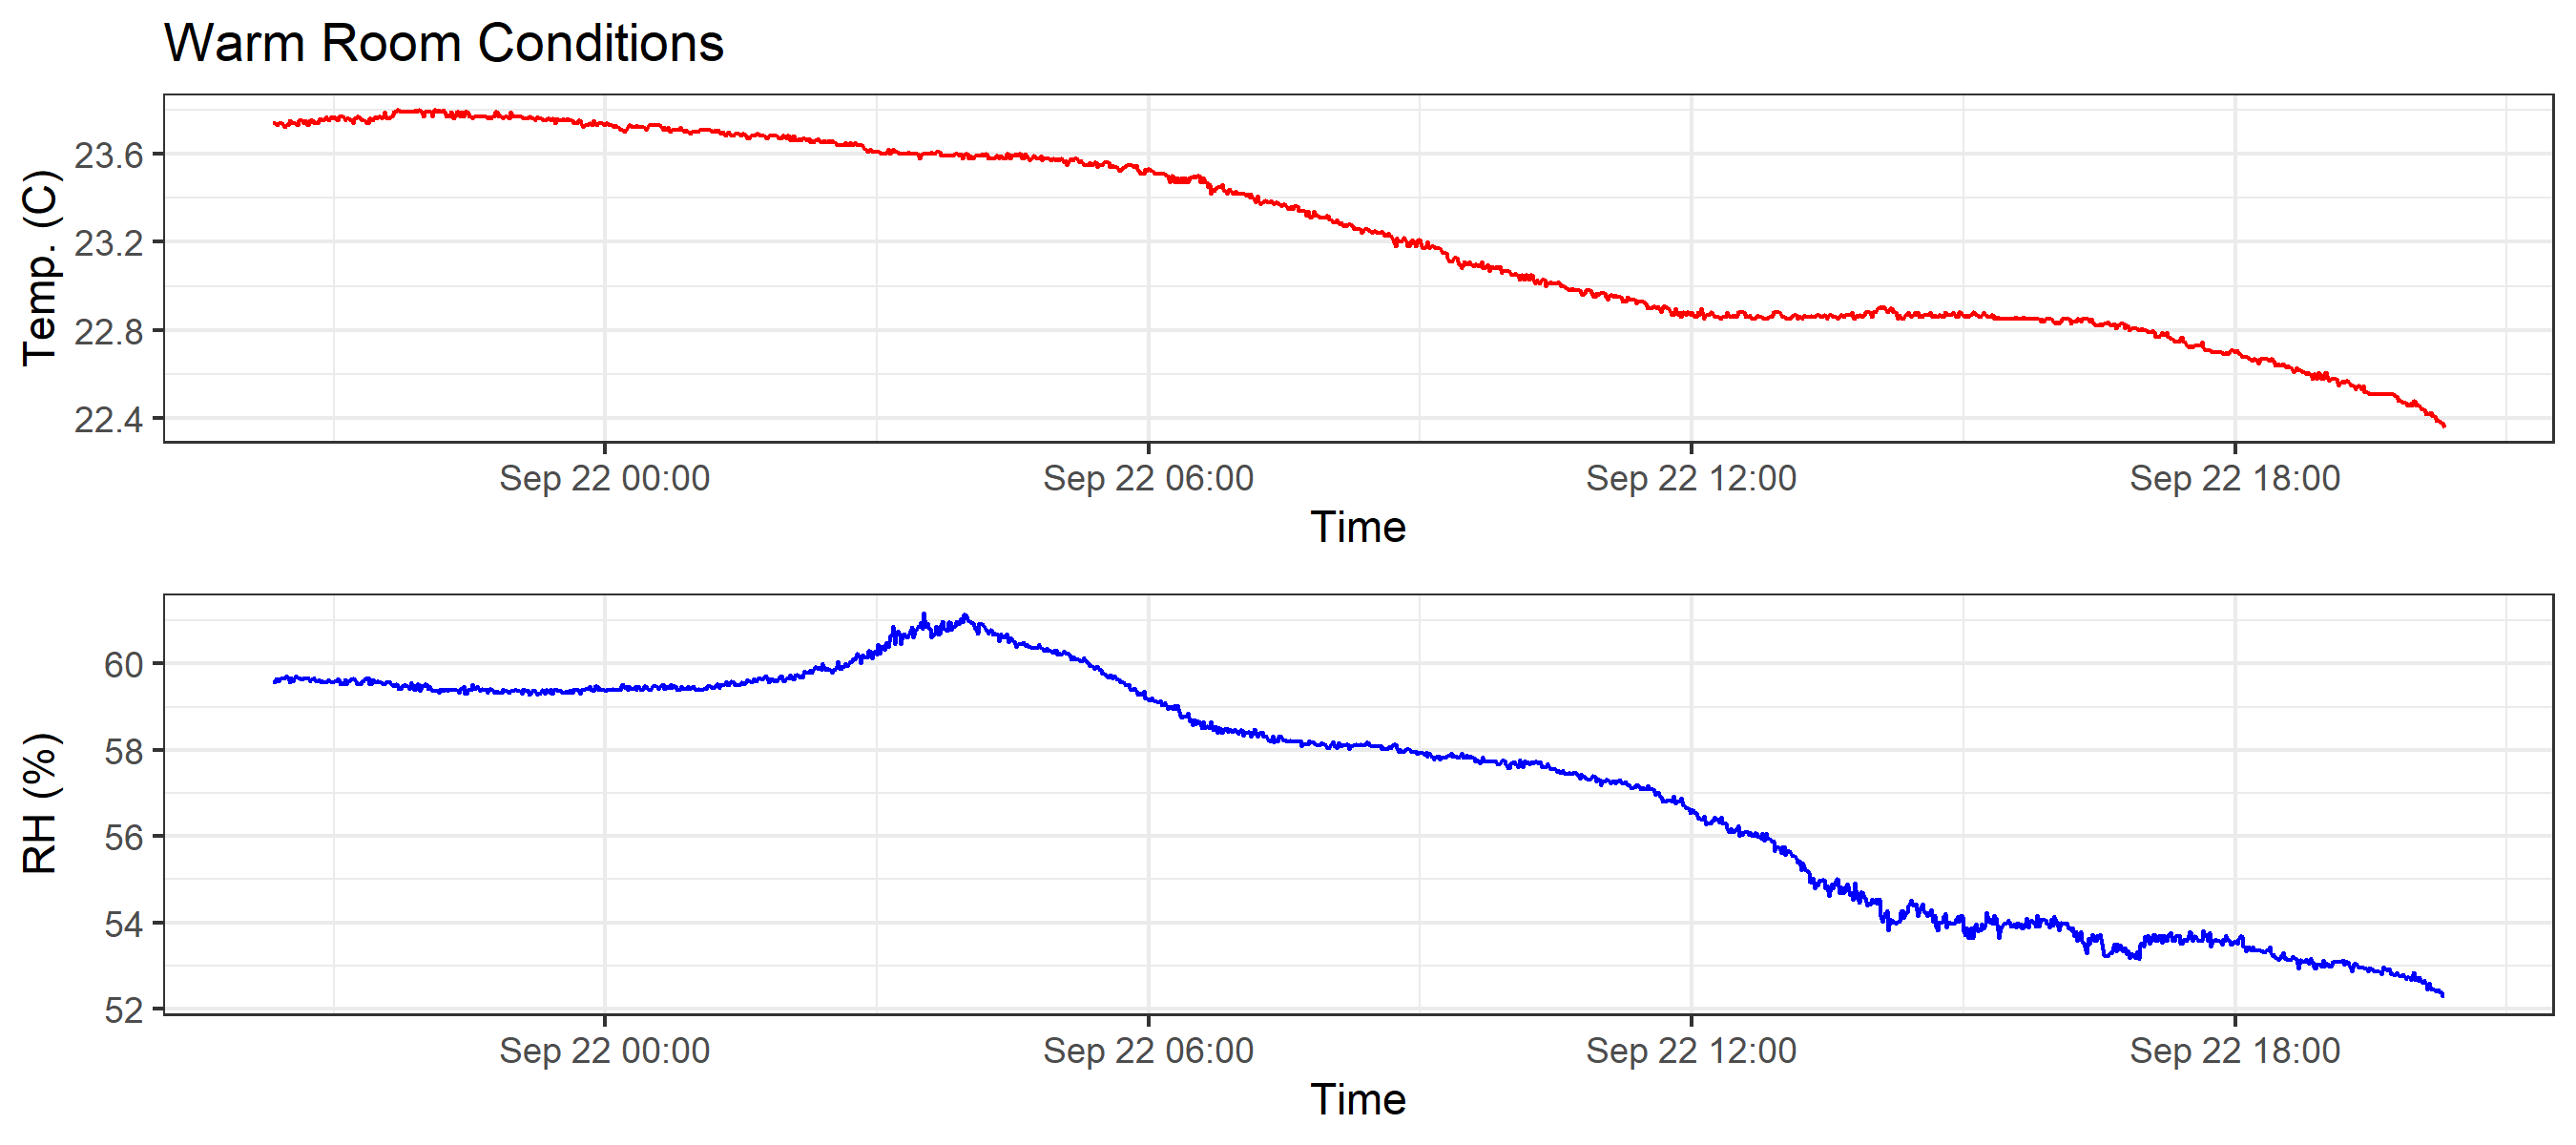 Warm Room Conditions
Temp. (C)
23.6
23.2
22.8
22.4
Sep 22 00:00 Sep 22 06:00 Sep 22 12:00 Sep 22 18:00
Time
RH (%)
60
58
56
54
52
Sep 22 00:00 Sep 22 06:00 Sep 22 12:00 Sep 22 18:00
Time